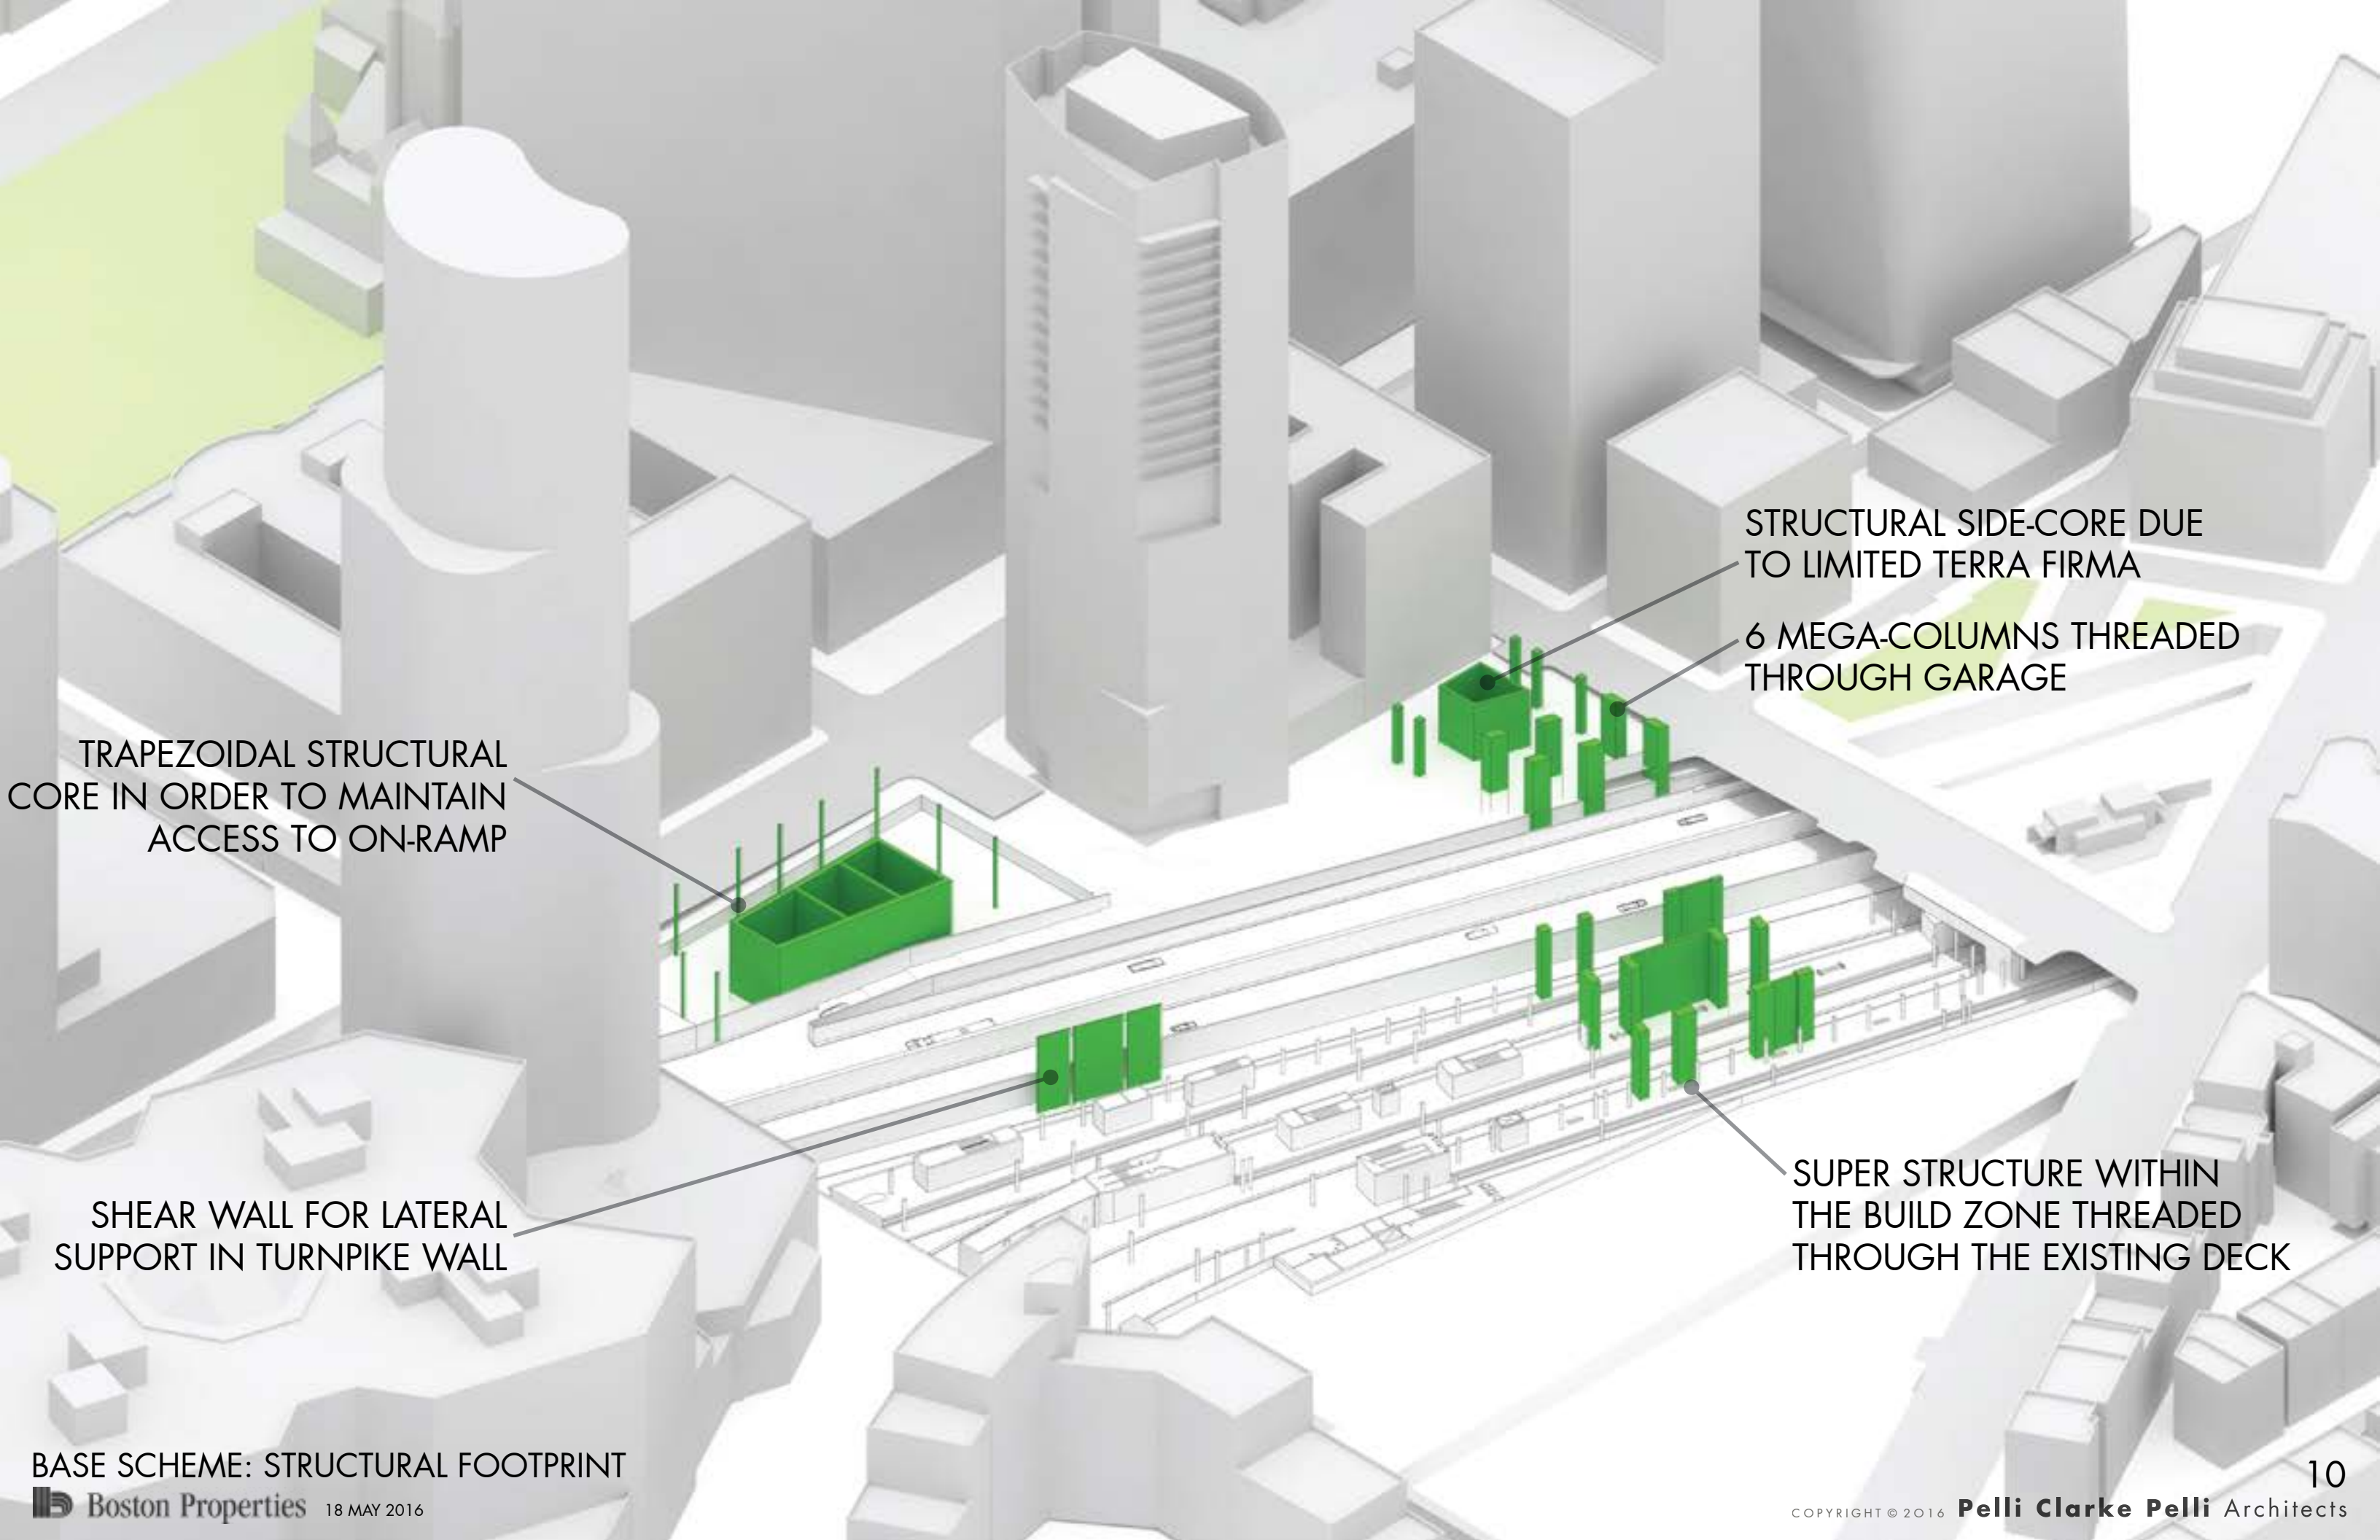 STRUCTURAL SIDE-CORE DUE
TO LIMITED TERRA FIRMA
6 MEGA-COLUMNS THREADED
THROUGH GARAGE
TRAPEZOIDAL STRUCTURAL
CORE IN ORDER TO MAINTAIN
ACCESS TO ON-RAMP
SHEAR WALL FOR LATERAL
SUPPORT IN TURNPIKE WALL
SUPER STRUCTURE WITHIN
THE BUILD ZONE THREADED
THROUGH THE EXISTING DECK
BASE SCHEME: STRUCTURAL FOOTPRINT
Boston Properties 18 MAY 2016
10
COPYRIGHT © 2016 Pelli Clarke Pelli Architects